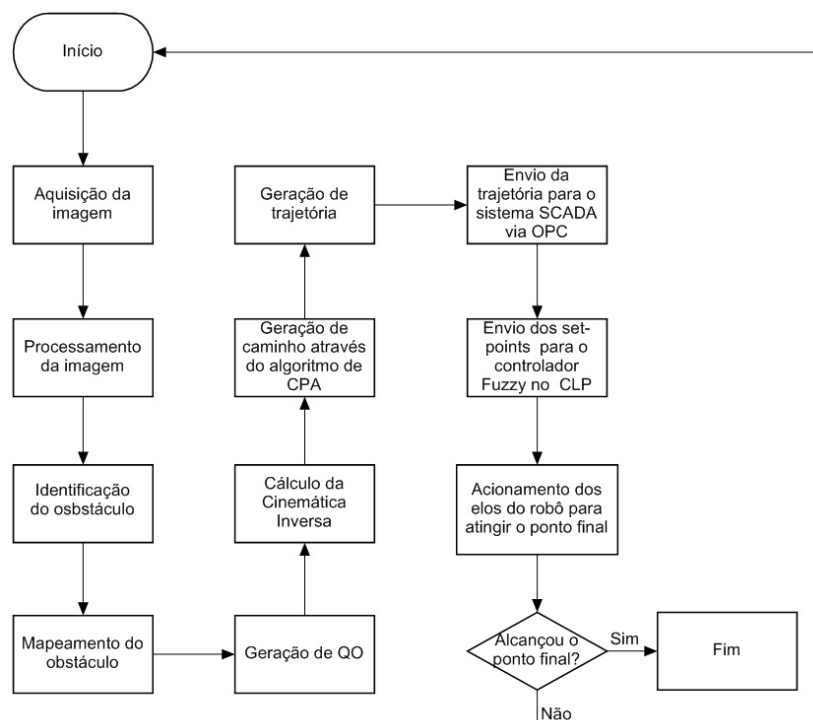 Início
Aquisição da
imagem
Processamento
da imagem
Identificação
do osbstáculo
Mapeamento do
obstáculo
Geração de QO
Cálculo da
Cinemática
Inversa
Geração de
caminho através
do algoritmo de
CPA
Geração de
trajetória
Envio da
trajetória para o
sistema SCADA
via OPC
Envio dos set-
points para o
controlador
Fuzzy no CLP
Acionamento dos
elos do robô para
atingir o ponto final
Alcançou o
ponto final?
Sim
Fim
Não